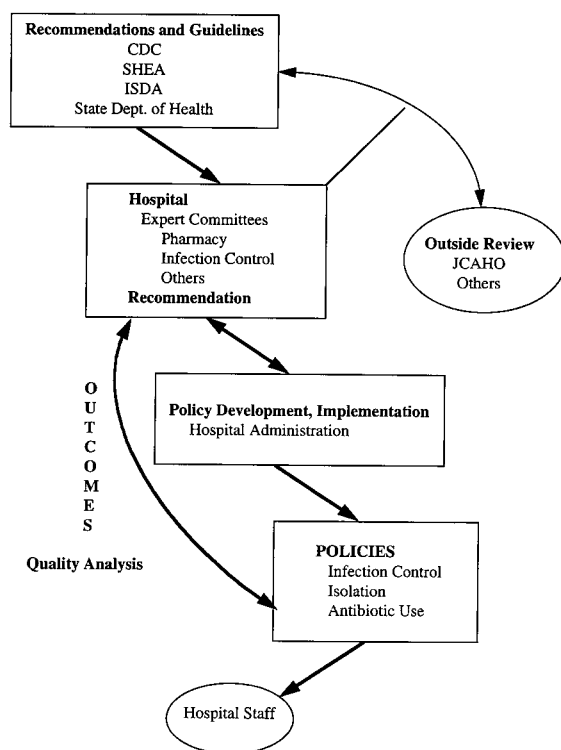 Recommendations and Guidelines
CDC
SHEA
ISDA
State Dept. of Health
Hospital
Expert Committees
Pharmacy
Infection Control
Others
Recommendation
Outside Review
JCAHO
Others
Policy Development, Implementation
Hospital Administration
OUTCOMES
Quality Analysis
POLICIES
Infection Control
Isolation
Antibiotic Use
Hospital Staff